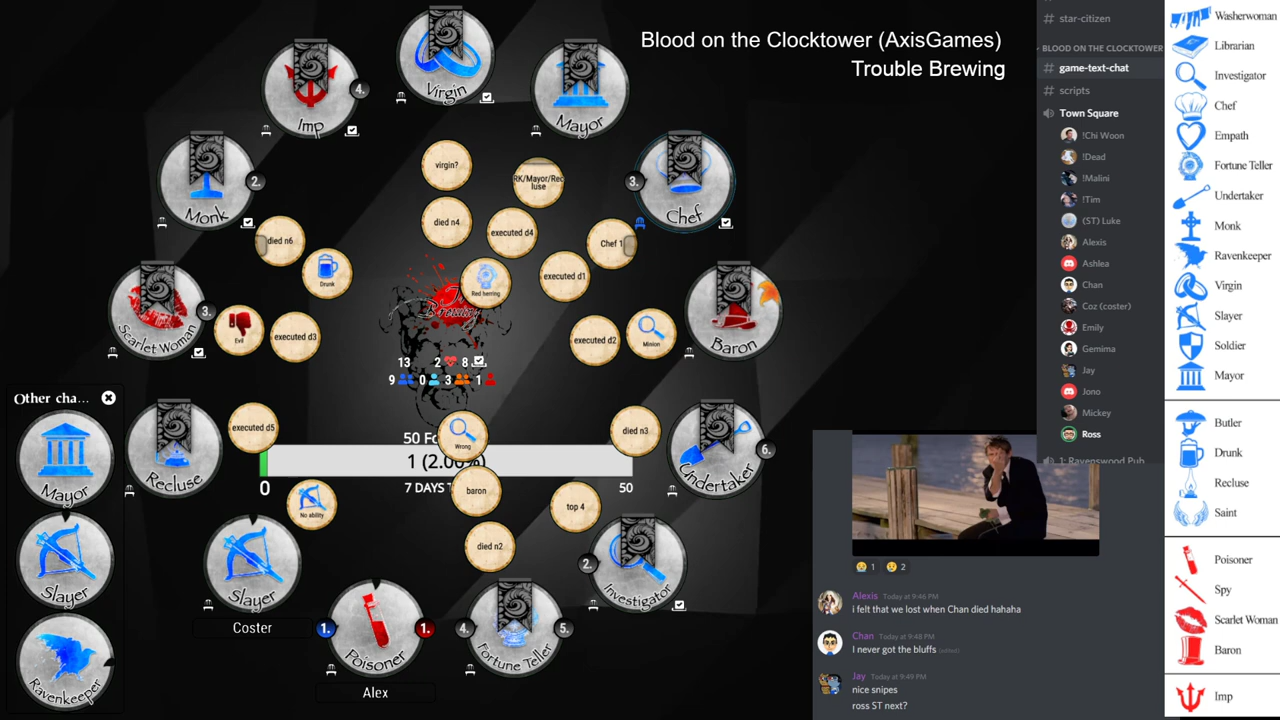 Blood on the Clocktower (AxisGames)
Trouble Brewing
Virgin
Imp
4.
Mayor
Monk
2.
Chef
3.
Scarlet Woman
3.
Baron
Recluse
Undertaker
6.
Slayer
Coster
Poisoner
1.
1.
Alex
Fortune Teller
4.
5.
Investigator
2.
virgin?
RK/Mayor/Rec
luse
died n4
executed d4
Chef 1
died n6
Drunk
Red herring
executed d1
Evil
executed d3
executed d2
Minion
13 2 8
9 0 3 1
executed d5
Wrong
died n3
1 (2.00%)
0
7 DAYS
50
No ability
baron
top 4
died n2
Other cha...
Mayor
Slayer
Ravenkeeper
# star-citizen
BLOOD ON THE CLOCKTOWER
# game-text-chat
# scripts
Town Square
!Chi Woon
!Dead
!Malini
!Tim
(ST) Luke
Alexis
Ashlea
Chan
Coz (coster)
Emily
Gemima
Jay
Jono
Mickey
Ross
1: Ravenswood Pub
1
2
Alexis Today at 9:46 PM
i felt that we lost when Chan died hahaha
Chan Today at 9:48 PM
I never got the bluffs (edited)
Jay Today at 9:49 PM
nice snipes
ross ST next?
Washerwoman
Librarian
Investigator
Chef
Empath
Fortune Teller
Undertaker
Monk
Ravenkeeper
Virgin
Slayer
Soldier
Mayor
Butler
Drunk
Recluse
Saint
Poisoner
Spy
Scarlet Woman
Baron
Imp